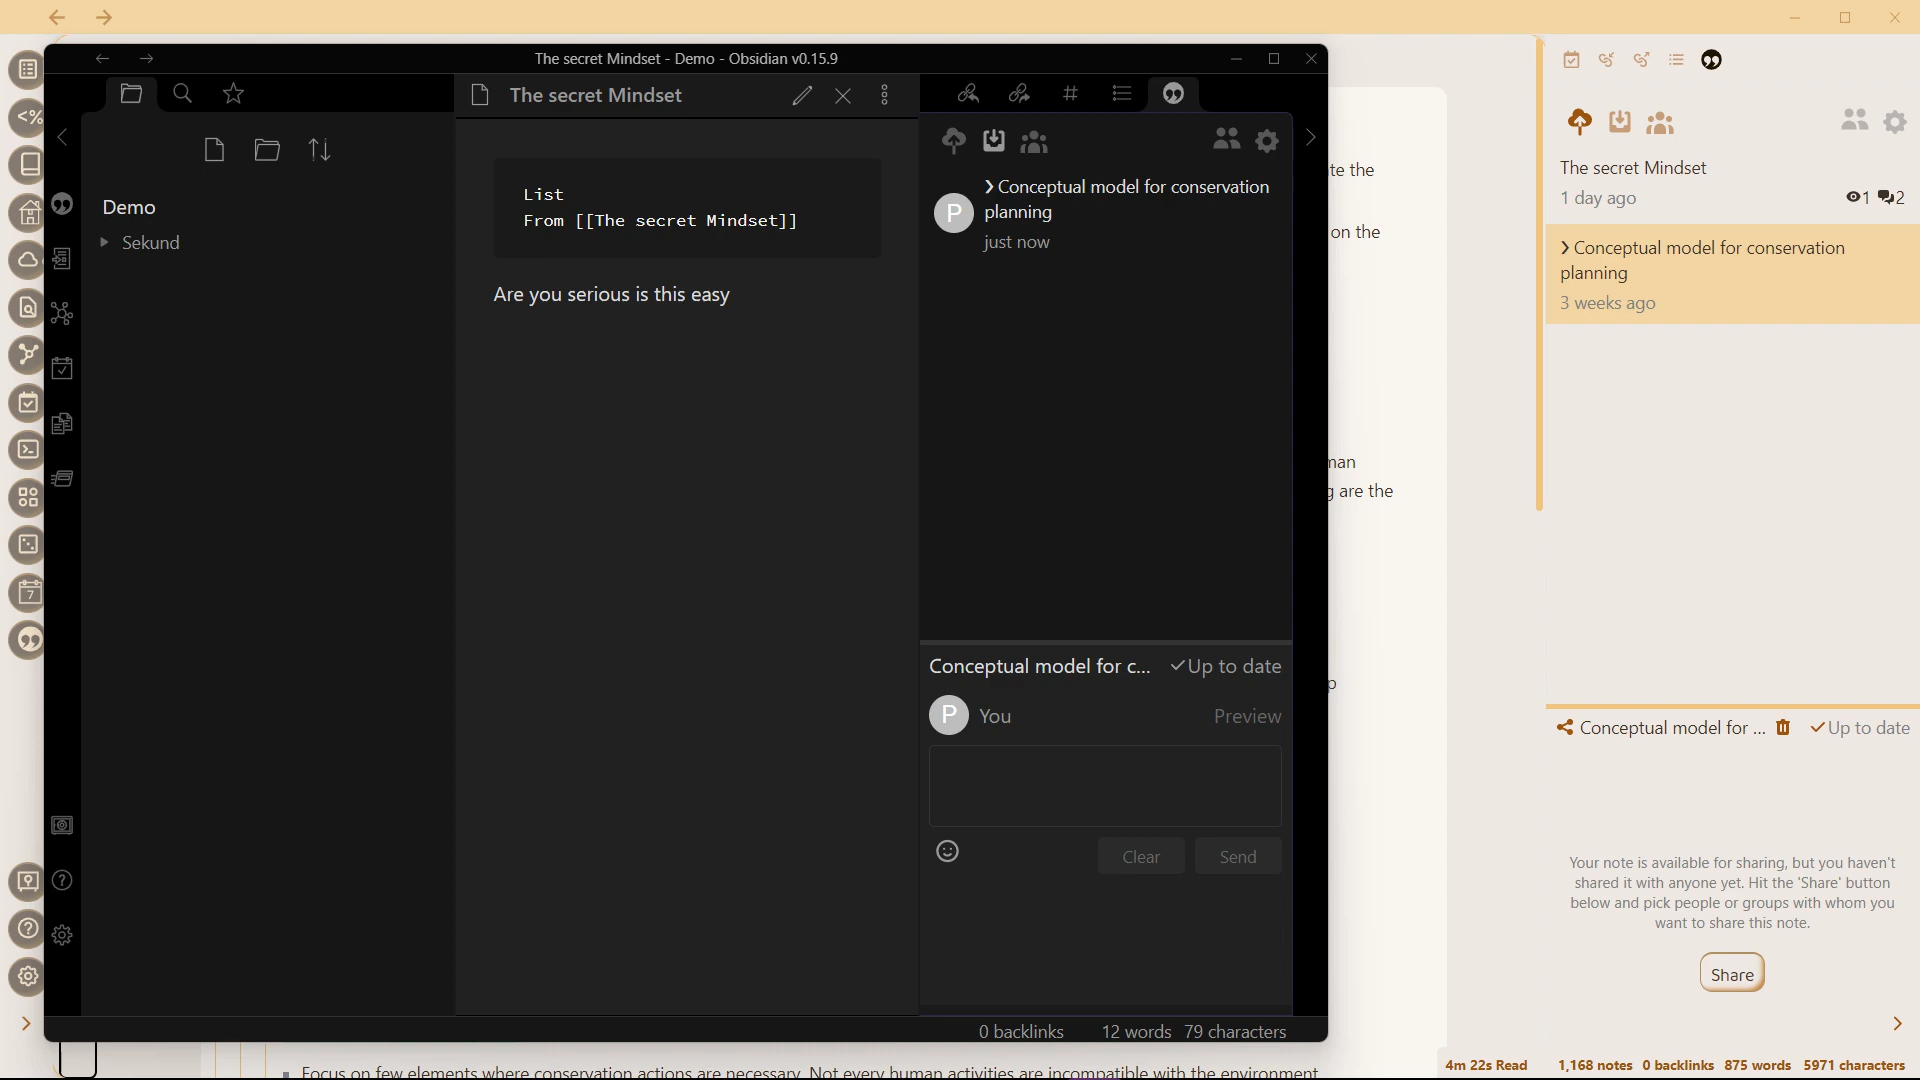 The secret Mindset - Demo - Obsidian v0.15.9
The secret Mindset
Demo
Sekund
List
From [[The secret Mindset]]
Are you serious is this easy
P
Conceptual model for conservation
planning
just now
Conceptual model for c... Up to date
P You Preview
Clear Send
0 backlinks 12 words 79 characters
<%
7
te the
on the
are the
Focus on few elements where conservation actions are necessary. Not every human activities are incompatible with the environment
The secret Mindset
1 day ago 1 2
Conceptual model for conservation
planning
3 weeks ago
Conceptual model for ... Up to date
Your note is available for sharing, but you haven't
shared it with anyone yet. Hit the 'Share' button
below and pick people or groups with whom you
want to share this note.
Share
4m 22s Read 1,168 notes 0 backlinks 875 words 5971 characters